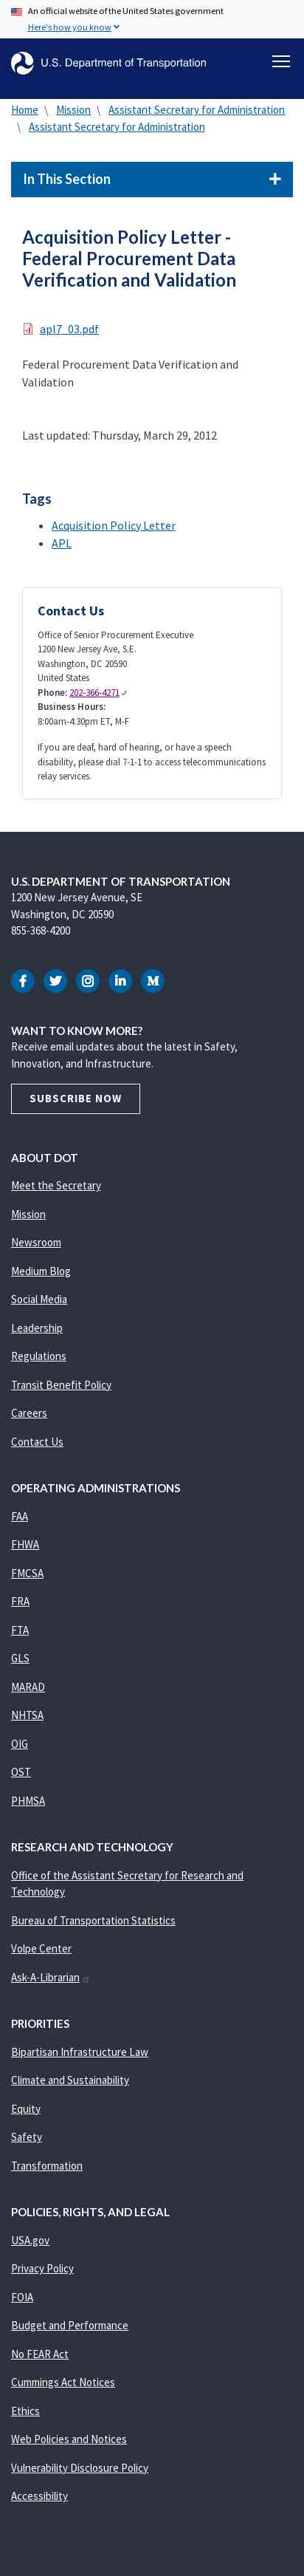 An official website of the United States government
Here's how you know
U.S. Department of Transportation
Home \ Mission \ Assistant Secretary for Administration
\ Assistant Secretary for Administration
In This Section
Acquisition Policy Letter -
Federal Procurement Data
Verification and Validation
apl7_03.pdf
Federal Procurement Data Verification and
Validation
Last updated: Thursday, March 29, 2012
Tags
Acquisition Policy Letter
APL
Contact Us
Office of Senior Procurement Executive
1200 New Jersey Ave, S.E.
Washington, DC 20590
United States
Phone: 202-366-4271
Business Hours:
8:00am-4:30pm ET, M-F
If you are deaf, hard of hearing, or have a speech
disability, please dial 7-1-1 to access telecommunications
relay services.
U.S. DEPARTMENT OF TRANSPORTATION
1200 New Jersey Avenue, SE
Washington, DC 20590
855-368-4200
WANT TO KNOW MORE?
Receive email updates about the latest in Safety,
Innovation, and Infrastructure.
SUBSCRIBE NOW
ABOUT DOT
Meet the Secretary
Mission
Newsroom
Medium Blog
Social Media
Leadership
Regulations
Transit Benefit Policy
Careers
Contact Us
OPERATING ADMINISTRATIONS
FAA
FHWA
FMCSA
FRA
FTA
GLS
MARAD
NHTSA
OIG
OST
PHMSA
RESEARCH AND TECHNOLOGY
Office of the Assistant Secretary for Research and
Technology
Bureau of Transportation Statistics
Volpe Center
Ask-A-Librarian
PRIORITIES
Bipartisan Infrastructure Law
Climate and Sustainability
Equity
Safety
Transformation
POLICIES, RIGHTS, AND LEGAL
USA.gov
Privacy Policy
FOIA
Budget and Performance
No FEAR Act
Cummings Act Notices
Ethics
Web Policies and Notices
Vulnerability Disclosure Policy
Accessibility